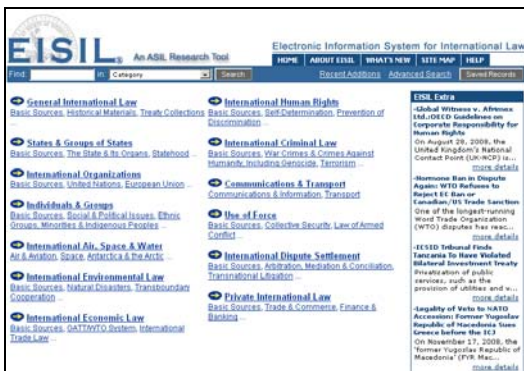 EISIL
An ASIL Research Tool
Electronic Information System for International Law
HOME ABOUT EISIL WHAT'S NEW SITE MAP HELP
Find: in: Category Search Recent Additions Advanced Search Saved Records
General International Law
Basic Sources, Historical Materials, Treaty Collections ...
States & Groups of States
Basic Sources, The State & Its Organs, Statehood ...
International Organizations
Basic Sources, United Nations, European Union ...
Individuals & Groups
Basic Sources, Social & Political Issues, Ethnic
Groups, Minorities & Indigenous Peoples ...
International Air, Space & Water
Air & Aviation, Space, Antarctica & the Arctic ...
International Environmental Law
Basic Sources, Natural Disasters, Transboundary
Cooperation ...
International Economic Law
Basic Sources, GATT/WTO System, International
Trade Law ...
International Human Rights
Basic Sources, Self-Determination, Prevention of
Discrimination ...
International Criminal Law
Basic Sources, War Crimes & Crimes Against
Humanity, Including Genocide, Terrorism ...
Communications & Transport
Communications & Information, Transport
Use of Force
Basic Sources, Collective Security, Law of Armed
Conflict ...
International Dispute Settlement
Basic Sources, Arbitration, Mediation & Conciliation,
Transnational Litigation ...
Private International Law
Basic Sources, Trade & Commerce, Finance &
Banking ...
EISIL Extra
-Global Witness v. Afrimex
Ltd.:OECD Guidelines on
Corporate Responsibility for
Human Rights
On August 28, 2008, the
United Kingdom's National
Contact Point (UK-NCP) is...
more details
-Hormone Ban in Dispute
Again: WTO Refuses to
Reject EC Ban or
Canadian/US Trade Sanction
One of the longest-running
Word Trade Organization
(WTO) disputes has reac...
more details
-ICSID Tribunal Finds
Tanzania To Have Violated
Bilateral Investment Treaty
Privatization of public
services, such as the
provision of utilities and w...
more details
-Legality of Veto to NATO
Accession: Former Yugoslav
Republic of Macedonia Sues
Greece before the ICJ
On November 17, 2008, the
'Former Yugoslav Republic of
Macedonia' (FYR Mac...
more details